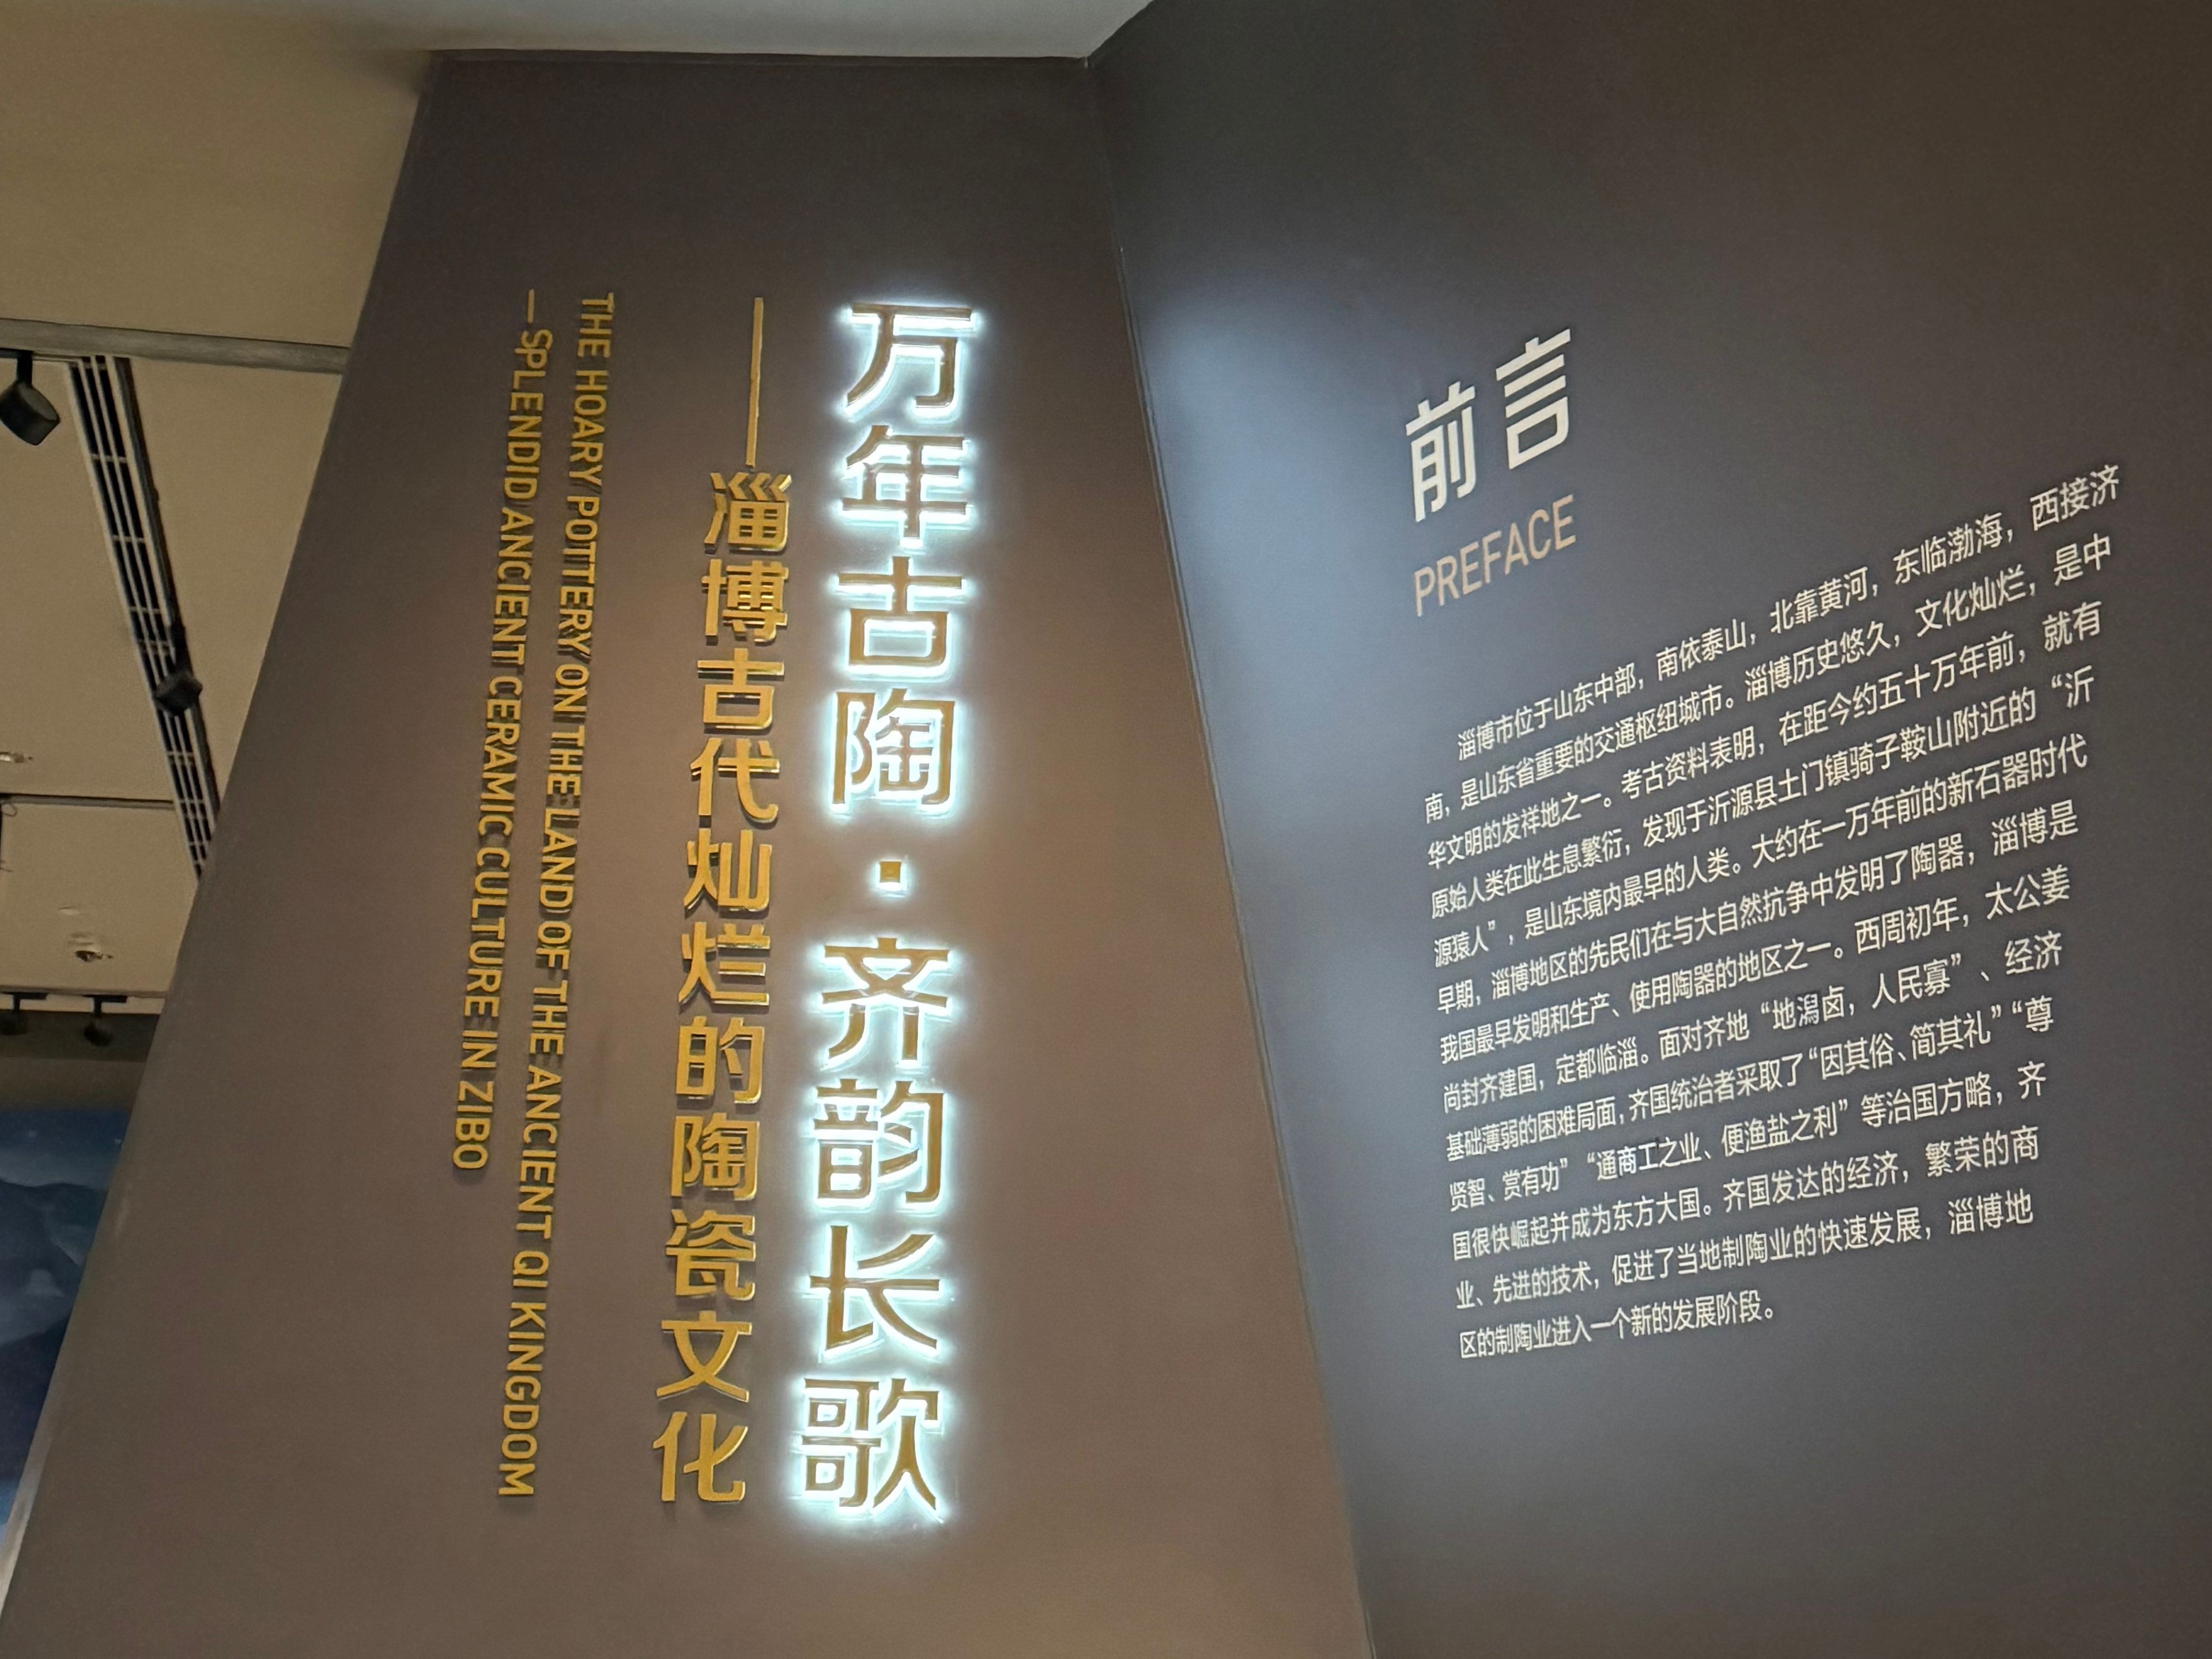 万年古陶·齐韵长歌
——淄博古代灿烂的陶瓷文化
THE HOARY POTTERY ON THE LAND OF THE ANCIENT QI KINGDOM
—SPLENDID ANCIENT CERAMIC CULTURE IN ZIBO
前言
PREFACE
淄博市位于山东中部，南依泰山，北靠黄河，东临渤海，西接济
南，是山东省重要的交通枢纽城市。淄博历史悠久，文化灿烂，是中
华文明的发祥地之一。考古资料表明，在距今约五十万年前，就有
原始人类在此生息繁衍，发现于沂源县土门镇骑子鞍山附近的“沂
源猿人”，是山东境内最早的人类。大约在一万年前的新石器时代
早期，淄博地区的先民们在与大自然抗争中发明了陶器，淄博是
我国最早发明和生产、使用陶器的地区之一。西周初年，太公姜
尚封齐建国，定都临淄。面对齐地“地潟卤，人民寡”、经济
基础薄弱的困难局面，齐国统治者采取了“因其俗、简其礼”“尊
贤智、赏有功”“通商工之业、便渔盐之利”等治国方略，齐
国很快崛起并成为东方大国。齐国发达的经济，繁荣的商
业、先进的技术，促进了当地制陶业的快速发展，淄博地
区的制陶业进入一个新的发展阶段。